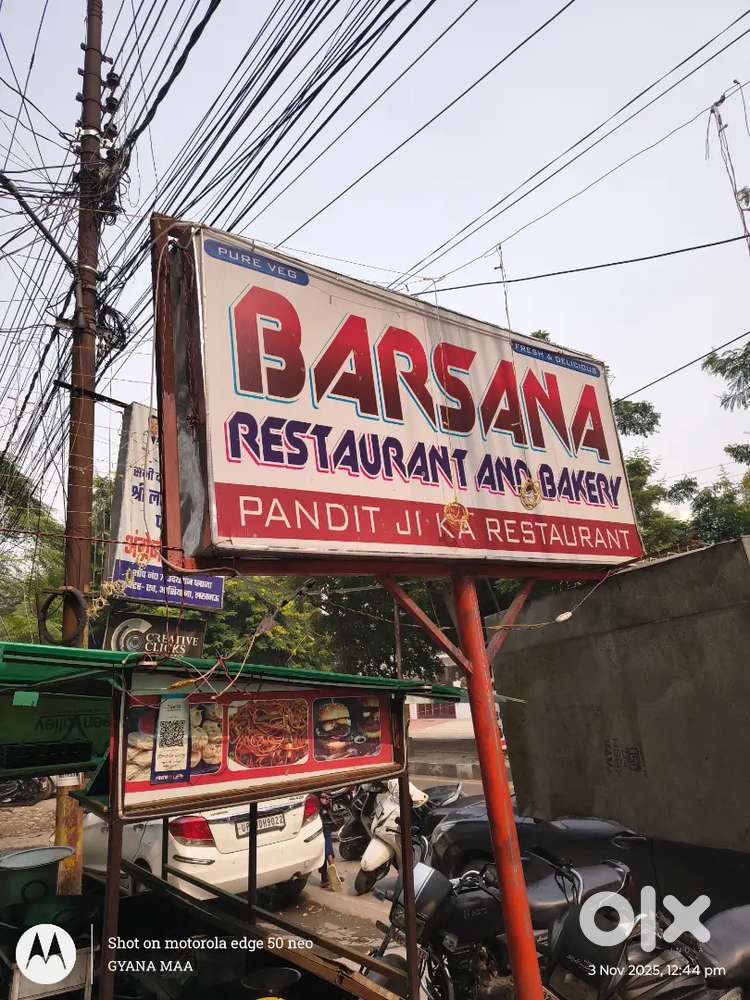 PURE VEG
FRESH & DELICIOUS
BARSANA
RESTAURANT AND BAKERY
PANDIT JI KA RESTAURANT
श्री
CREATIVE
CLICKS
olx
INDIA
Shot on motorola edge 50 neo
GYANA MAA
3 Nov 2025, 12:44 pm